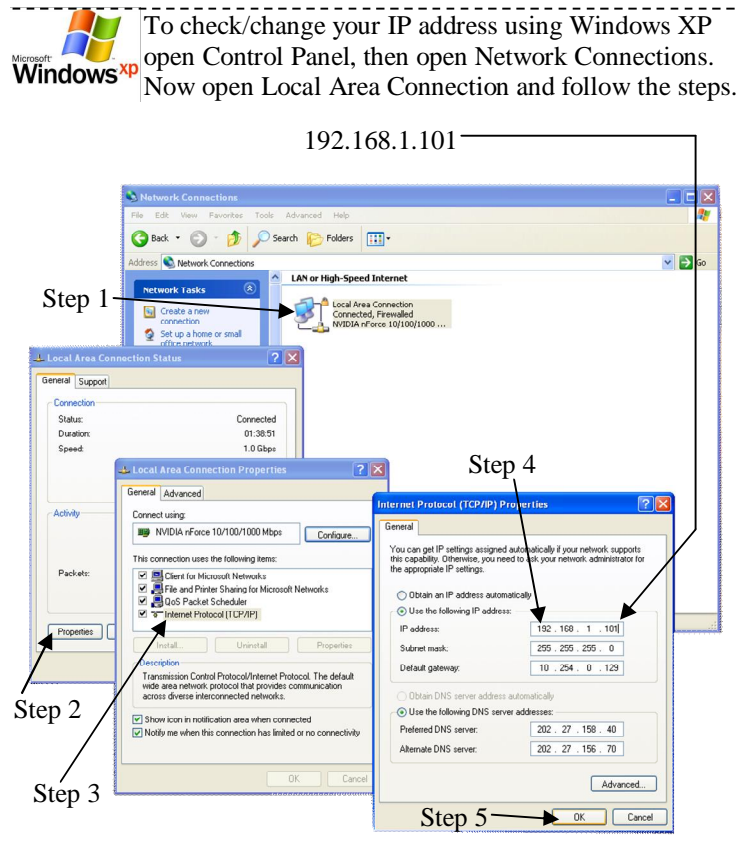 Microsoft
Windows xp
To check/change your IP address using Windows XP
open Control Panel, then open Network Connections.
Now open Local Area Connection and follow the steps.
192.168.1.101
Network Connections
File Edit View Favorites Tools Advanced Help
Back Search Folders
Address Network Connections Go
Network Tasks
Create a new
connection
Set up a home or small
office network
LAN or High-Speed Internet
Local Area Connection
Connected, Firewalled
NVIDIA nForce 10/100/1000 ...
Step 1
Local Area Connection Status
General Support
Connection
Status: Connected
Duration: 01:38:51
Speed: 1.0 Gbps
Activity
Packets:
Properties
Step 2
Local Area Connection Properties
General Advanced
Connect using:
NVIDIA nForce 10/100/1000 Mbps Configure...
This connection uses the following items:
Client for Microsoft Networks
File and Printer Sharing for Microsoft Networks
QoS Packet Scheduler
Internet Protocol (TCP/IP)
Install... Uninstall Properties
Description
Transmission Control Protocol/Internet Protocol. The default
wide area network protocol that provides communication
across diverse interconnected networks.
Show icon in notification area when connected
Notify me when this connection has limited or no connectivity
OK Cancel
Step 3
Step 4
Internet Protocol (TCP/IP) Properties
General
You can get IP settings assigned automatically if your network supports
this capability. Otherwise, you need to ask your network administrator for
the appropriate IP settings.
Obtain an IP address automatically
Use the following IP address:
IP address: 192 . 168 . 1 . 101
Subnet mask: 255 . 255 . 255 . 0
Default gateway: 10 . 254 . 0 . 129
Obtain DNS server address automatically
Use the following DNS server addresses:
Preferred DNS server: 202 . 27 . 158 . 40
Alternate DNS server: 202 . 27 . 156 . 70
Advanced...
OK Cancel
Step 5